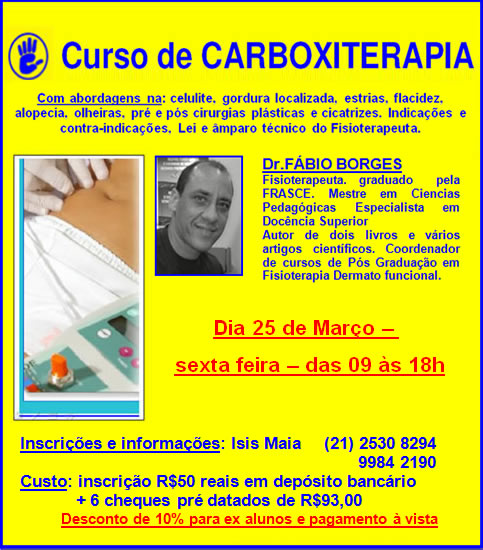 Curso de CARBOXITERAPIA
Com abordagens na: celulite, gordura localizada, estrias, flacidez,
alopecia, olheiras, pré e pós cirurgias plásticas e cicatrizes. Indicações e
contra-indicações, Lei e âmparo técnico do Fisioterapeuta.
Dr.FÁBIO BORGES
Fisioterapeuta. graduado pela
FRASCE. Mestre em Ciencias
Pedagógicas Especialista em
Docência Superior
Autor de dois livros e vários
artigos científicos. Coordenador
de cursos de Pós Graduação em
Fisioterapia Dermato funcional.
Dia 25 de Março –
sexta feira – das 09 às 18h
Inscrições e informações: Isis Maia (21) 2530 8294
9984 2190
Custo: inscrição R$50 reais em depósito bancário
+ 6 cheques pré datados de R$93,00
Desconto de 10% para ex alunos e pagamento à vista